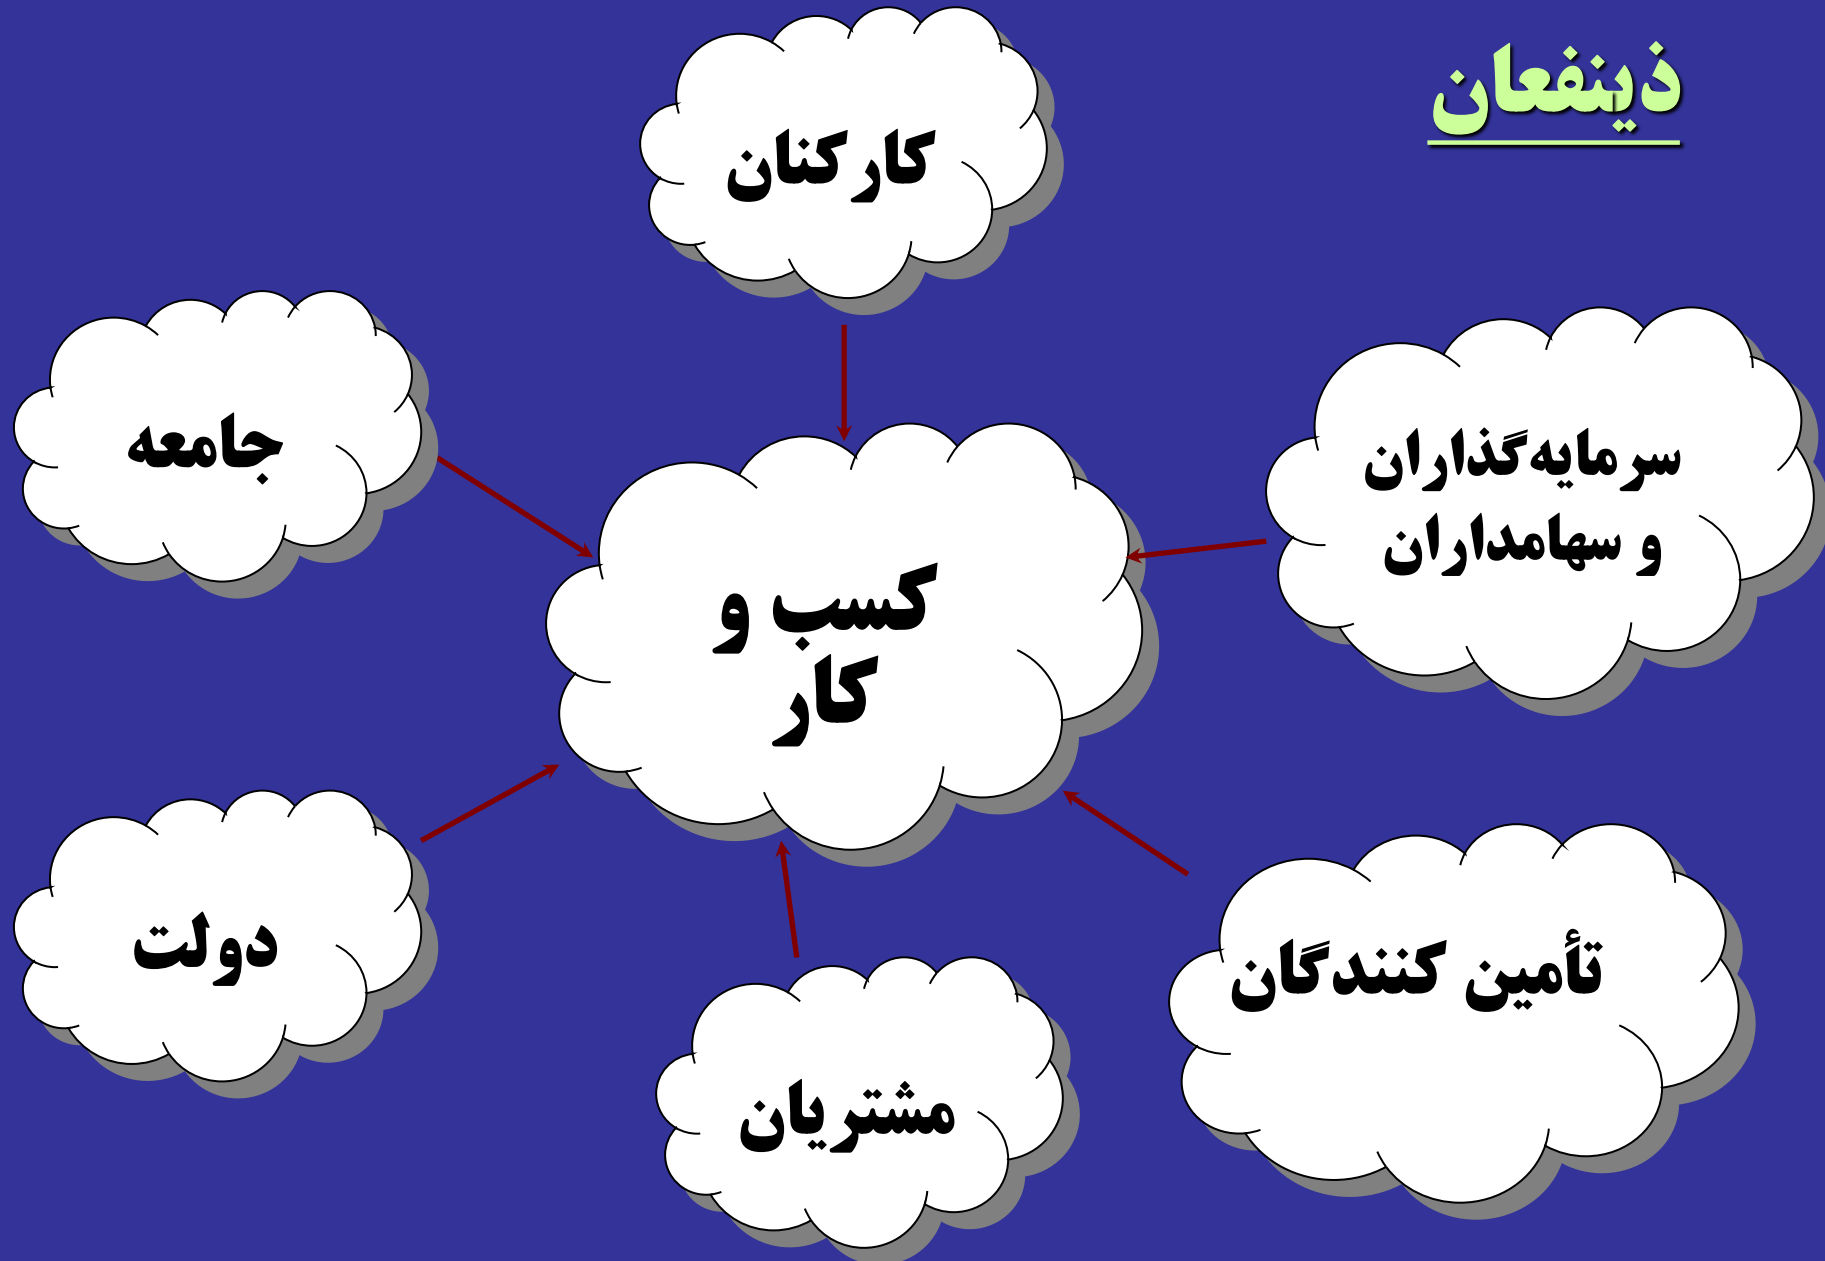 ذینفعان
کارکنان
جامعه
سرمایه‌گذاران
و سهامداران
کسب و
کار
دولت
تأمین کنندگان
مشتریان